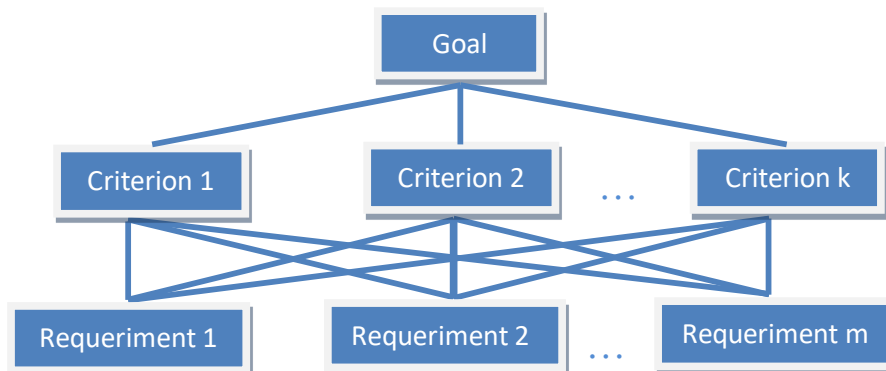 Goal
Criterion 1
Criterion 2
...
Criterion k
Requeriment 1
Requeriment 2
...
Requeriment m